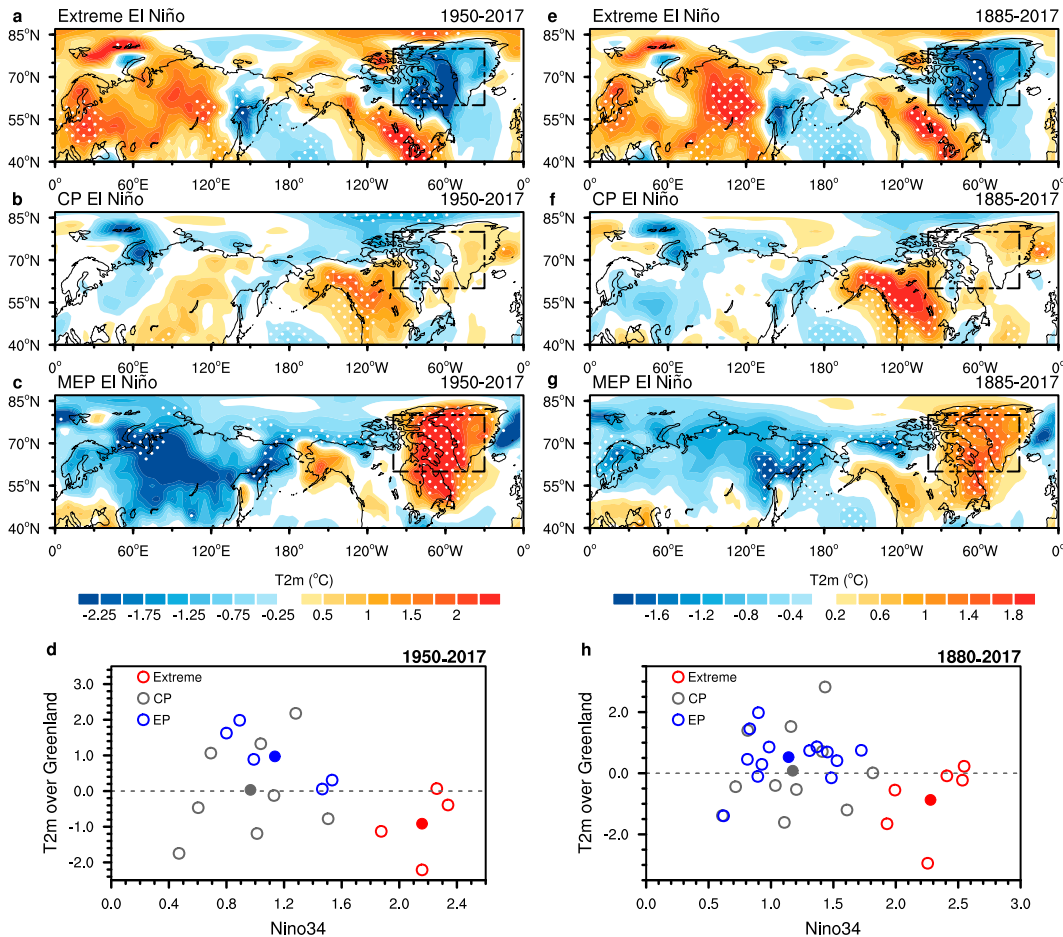 a Extreme El Niño 1950-2017
85°N
70°N
55°N
40°N
0° 60°E 120°E 180° 120°W 60°W 0°
b CP El Niño 1950-2017
85°N
70°N
55°N
40°N
0° 60°E 120°E 180° 120°W 60°W 0°
c MEP El Niño 1950-2017
85°N
70°N
55°N
40°N
0° 60°E 120°E 180° 120°W 60°W 0°
T2m (°C)
-2.25 -1.75 -1.25 -0.75 -0.25 0.5 1 1.5 2
d 1950-2017
T2m over Greenland
3.0
2.0
1.0
0.0
-1.0
-2.0
Extreme
CP
EP
0.0 0.4 0.8 1.2 1.6 2.0 2.4
Nino34
e Extreme El Niño 1885-2017
85°N
70°N
55°N
40°N
0° 60°E 120°E 180° 120°W 60°W 0°
f CP El Niño 1885-2017
85°N
70°N
55°N
40°N
0° 60°E 120°E 180° 120°W 60°W 0°
g MEP El Niño 1885-2017
85°N
70°N
55°N
40°N
0° 60°E 120°E 180° 120°W 60°W 0°
T2m (°C)
-1.6 -1.2 -0.8 -0.4 0.2 0.6 1 1.4 1.8
h 1880-2017
T2m over Greenland
2.0
0.0
-2.0
Extreme
CP
EP
0.0 0.5 1.0 1.5 2.0 2.5 3.0
Nino34